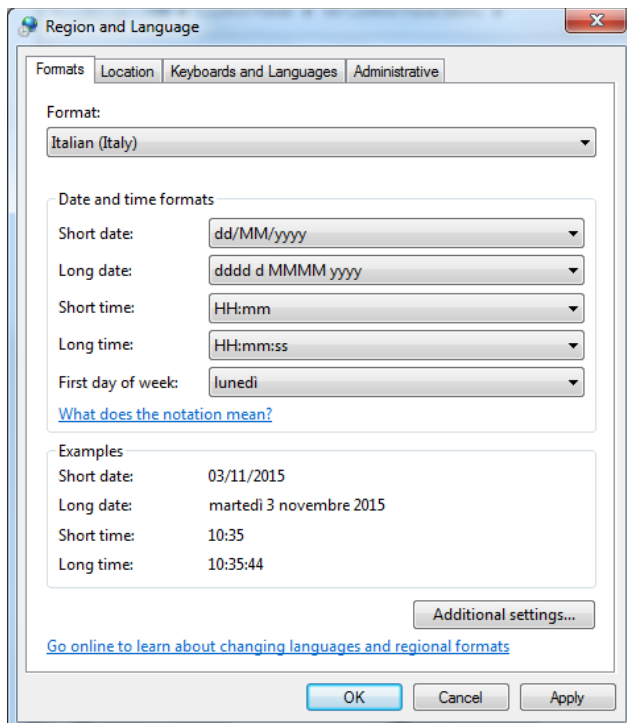 Region and Language
Formats Location Keyboards and Languages Administrative
Format:
Italian (Italy)
Date and time formats
Short date: dd/MM/yyyy
Long date: dddd d MMMM yyyy
Short time: HH:mm
Long time: HH:mm:ss
First day of week: lunedì
What does the notation mean?
Examples
Short date: 03/11/2015
Long date: martedì 3 novembre 2015
Short time: 10:35
Long time: 10:35:44
Additional settings...
Go online to learn about changing languages and regional formats
OK Cancel Apply